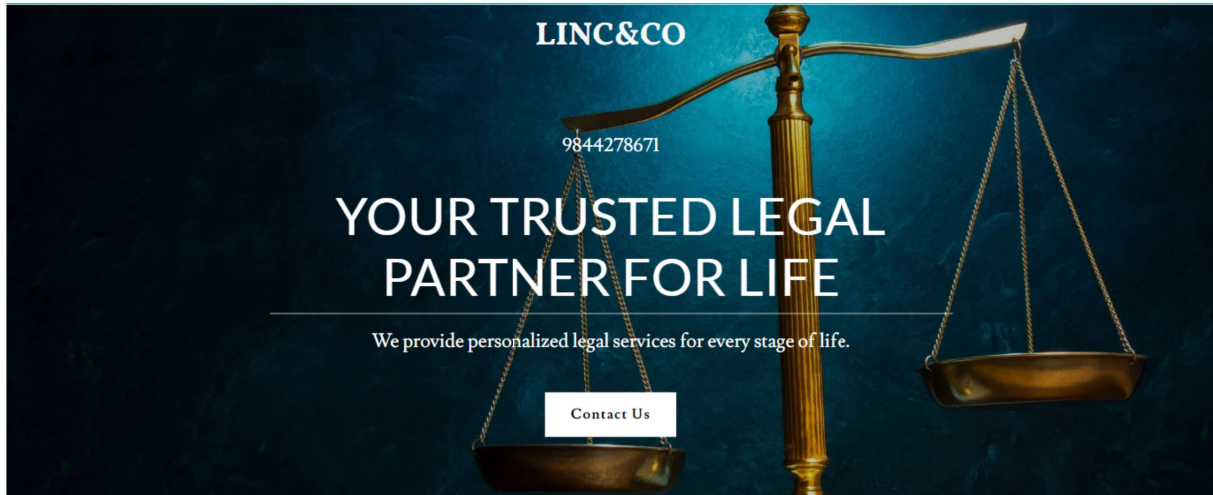 LINC&CO
9844278671
YOUR TRUSTED LEGAL
PARTNER FOR LIFE
We provide personalized legal services for every stage of life.
Contact Us